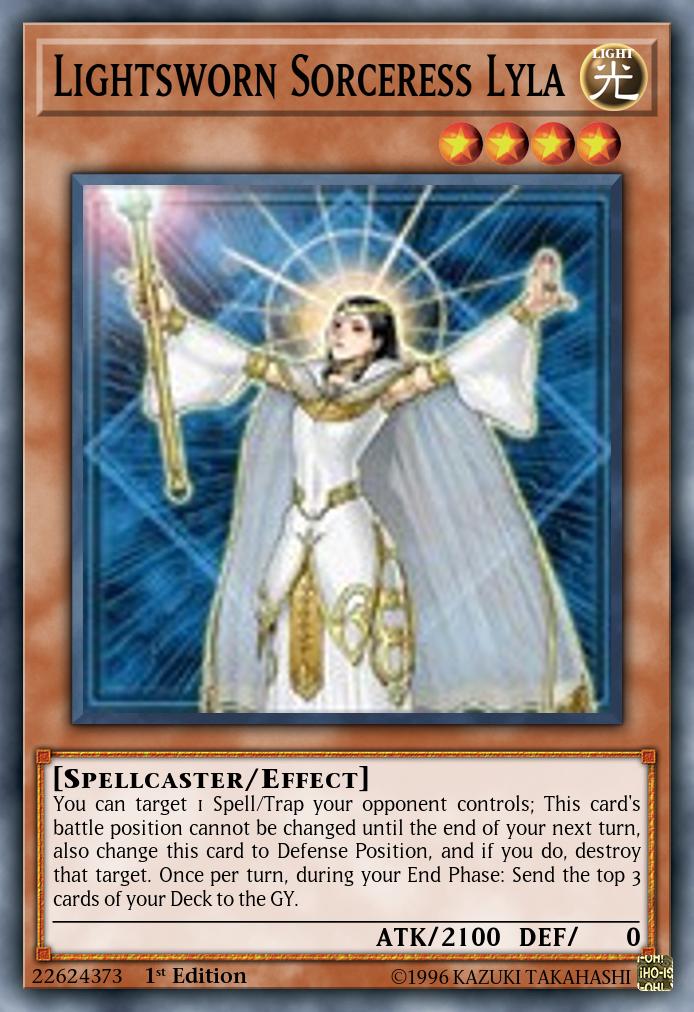 Lightsworn Sorceress Lyla
LIGHT
光
[Spellcaster/Effect]
You can target 1 Spell/Trap your opponent controls; This card's
battle position cannot be changed until the end of your next turn,
also change this card to Defense Position, and if you do, destroy
that target. Once per turn, during your End Phase: Send the top 3
cards of your Deck to the GY.
ATK/2100 DEF/ 0
22624373 1st Edition ©1996 KAZUKI TAKAHASHI